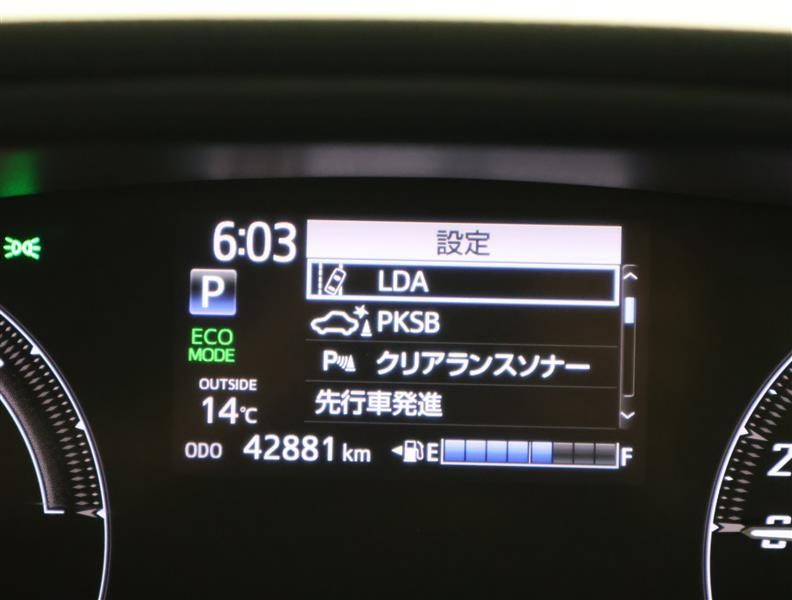 6:03
設定
LDA
P
PKSB
ECO
MODE
P クリアランスソナー
OUTSIDE
14℃
先行車発進
ODO 42881 km
E F
2